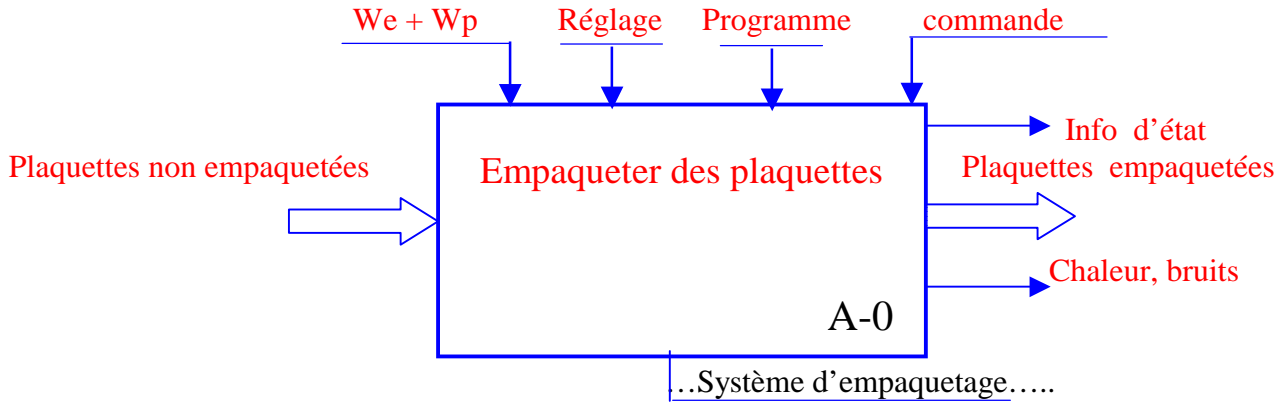 We + Wp
Réglage
Programme
commande
Info d'état
Plaquettes non empaquetées
Empaqueter des plaquettes
Plaquettes empaquetées
Chaleur, bruits
A-0
…Système d'empaquetage…..